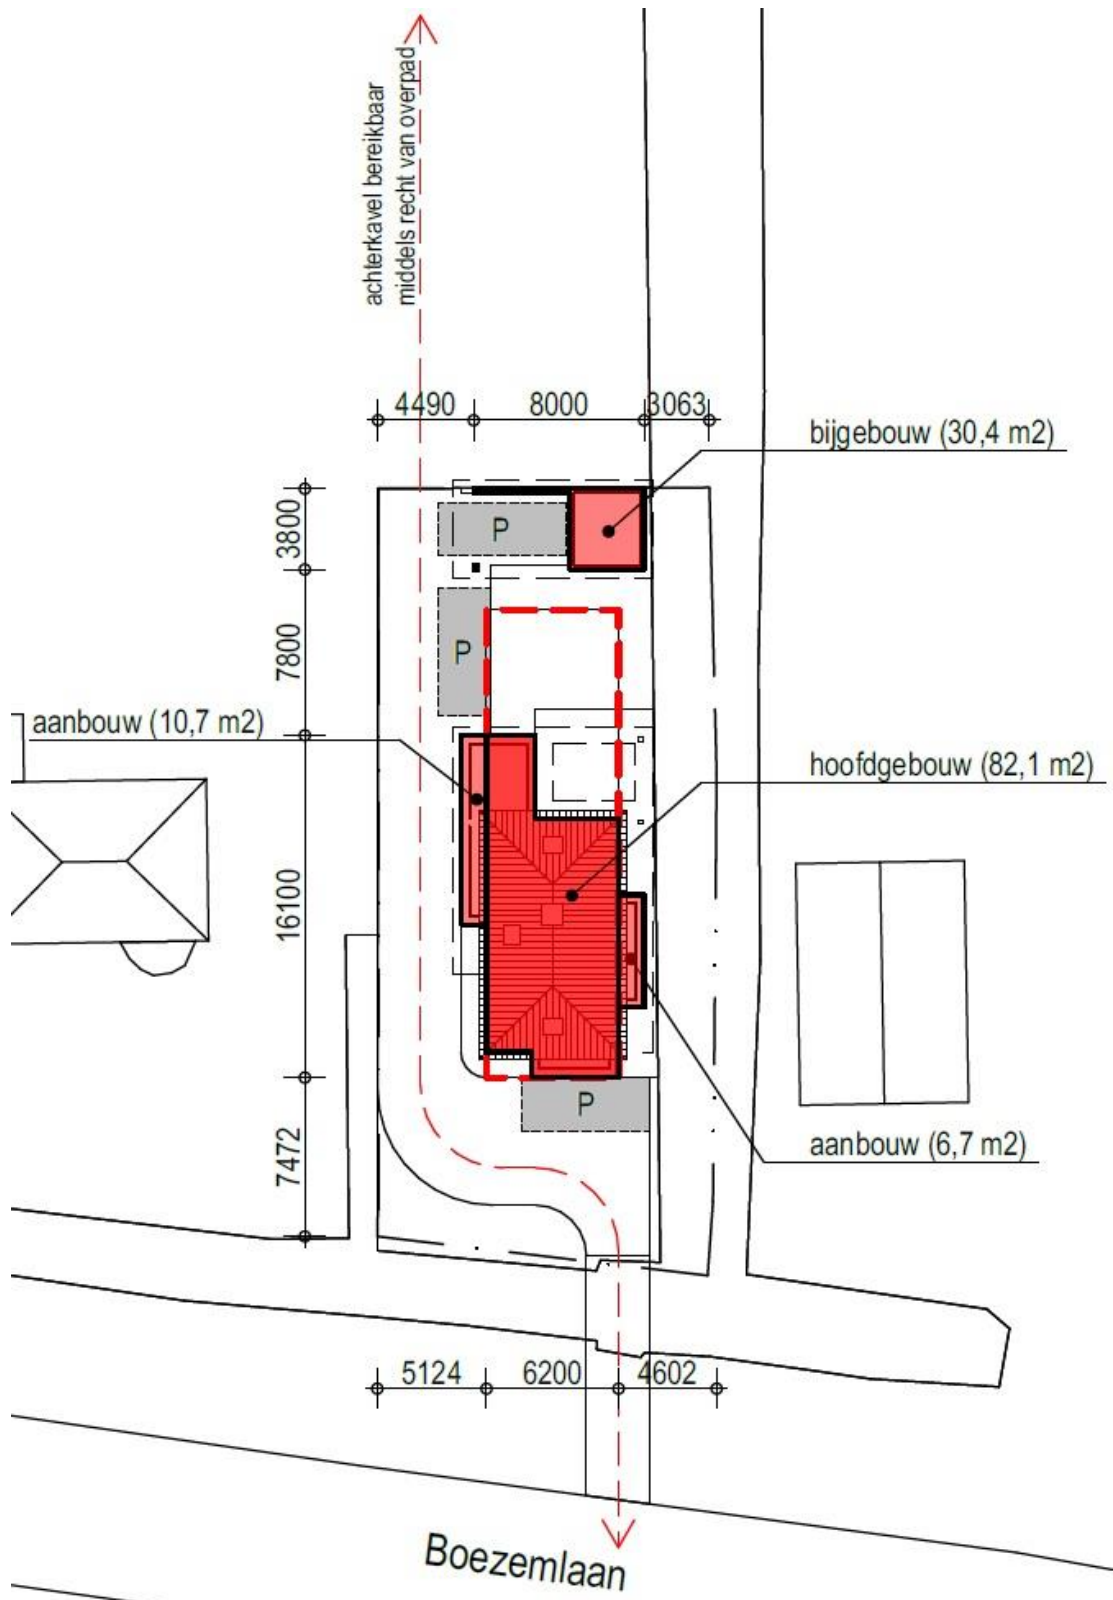 achterkavel bereikbaar
middels recht van overpad
4490 8000 3063
bijgebouw (30,4 m2)
3800
P
7800
P
aanbouw (10,7 m2)
hoofdgebouw (82,1 m2)
16100
P
aanbouw (6,7 m2)
7472
5124 6200 4602
Boezemlaan